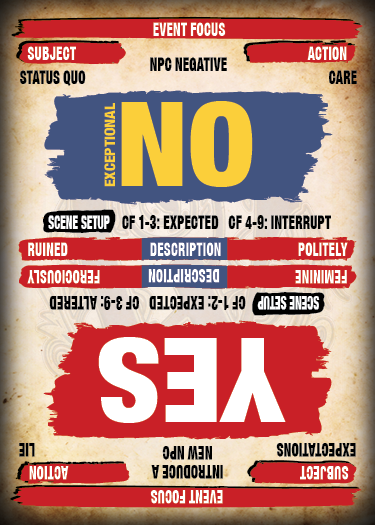 EVENT FOCUS
SUBJECT NPC NEGATIVE ACTION
STATUS QUO CARE
EXCEPTIONAL NO
SCENE SETUP CF 1-3: EXPECTED CF 4-9: INTERRUPT
RUINED DESCRIPTION POLITELY
FEMININE DESCRIPTION FEROCIOUSLY
SCENE SETUP CF 1-2: EXPECTED CF 3-9: ALTERED
YES
EXPECTATIONS NEW NPC LIE
SUBJECT INTRODUCE A ACTION
EVENT FOCUS